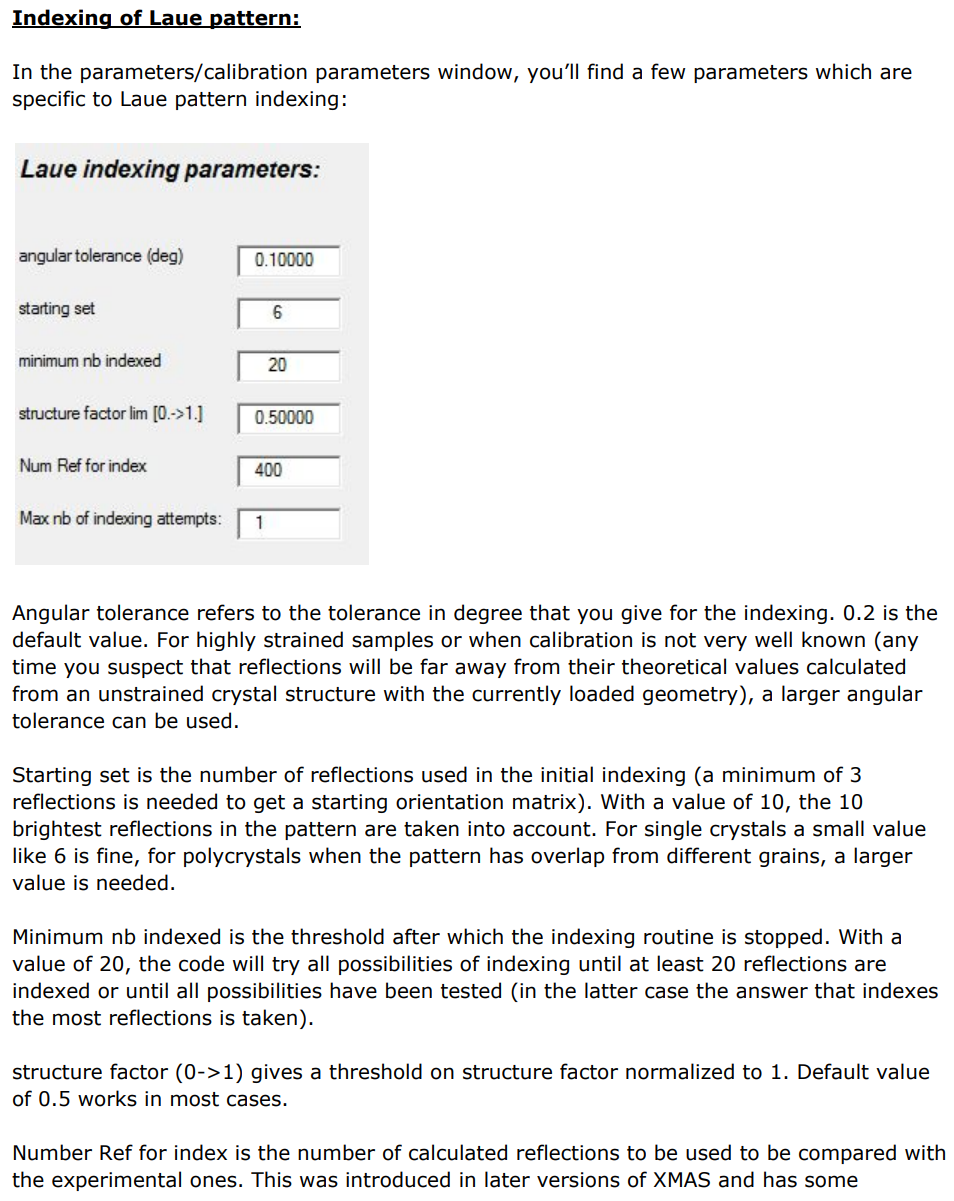 Indexing of Laue pattern:
In the parameters/calibration parameters window, you'll find a few parameters which are
specific to Laue pattern indexing:
Laue indexing parameters:
angular tolerance (deg) 0.10000
starting set 6
minimum nb indexed 20
structure factor lim [0.->1.] 0.50000
Num Ref for index 400
Max nb of indexing attempts: 1
Angular tolerance refers to the tolerance in degree that you give for the indexing. 0.2 is the
default value. For highly strained samples or when calibration is not very well known (any
time you suspect that reflections will be far away from their theoretical values calculated
from an unstrained crystal structure with the currently loaded geometry), a larger angular
tolerance can be used.
Starting set is the number of reflections used in the initial indexing (a minimum of 3
reflections is needed to get a starting orientation matrix). With a value of 10, the 10
brightest reflections in the pattern are taken into account. For single crystals a small value
like 6 is fine, for polycrystals when the pattern has overlap from different grains, a larger
value is needed.
Minimum nb indexed is the threshold after which the indexing routine is stopped. With a
value of 20, the code will try all possibilities of indexing until at least 20 reflections are
indexed or until all possibilities have been tested (in the latter case the answer that indexes
the most reflections is taken).
structure factor (0->1) gives a threshold on structure factor normalized to 1. Default value
of 0.5 works in most cases.
Number Ref for index is the number of calculated reflections to be used to be compared with
the experimental ones. This was introduced in later versions of XMAS and has some